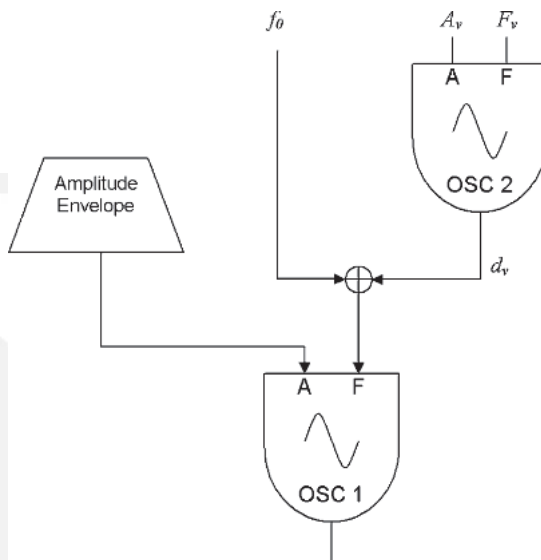 f₀
Aᵥ
Fᵥ
A
F
OSC 2
Amplitude
Envelope
dᵥ
A
F
OSC 1